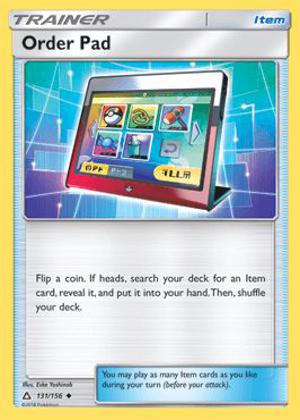 TRAINER Item
Order Pad
Flip a coin. If heads, search your deck for an Item
card, reveal it, and put it into your hand. Then, shuffle
your deck.
Illus. Eske Yoshinob
131/156
©2018 Pokémon
You may play as many Item cards as you like
during your turn (before your attack).